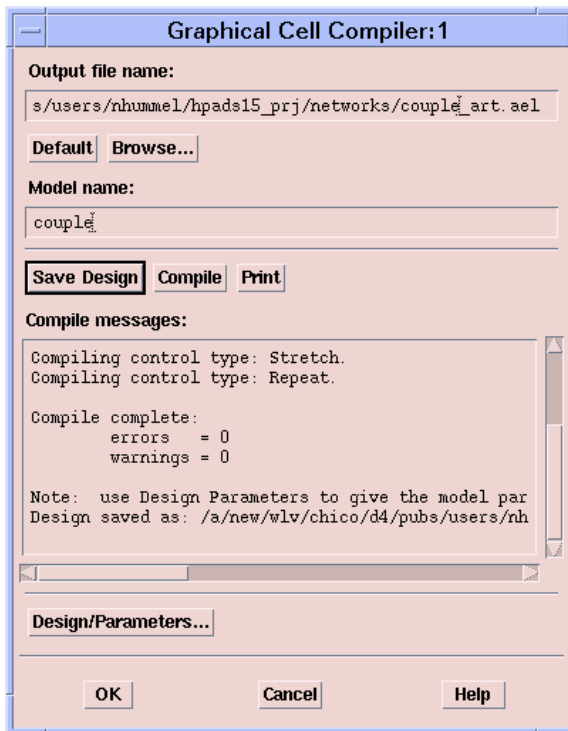 Graphical Cell Compiler:1
Output file name:
s/users/nhummel/hpads15_prj/networks/couple_art.ael
Default Browse...
Model name:
couple
Save Design Compile Print
Compile messages:
Compiling control type: Stretch.
Compiling control type: Repeat.
Compile complete:
errors = 0
warnings = 0
Note: use Design Parameters to give the model par
Design saved as: /a/new/wlv/chico/d4/pubs/users/nh
Design/Parameters...
OK Cancel Help